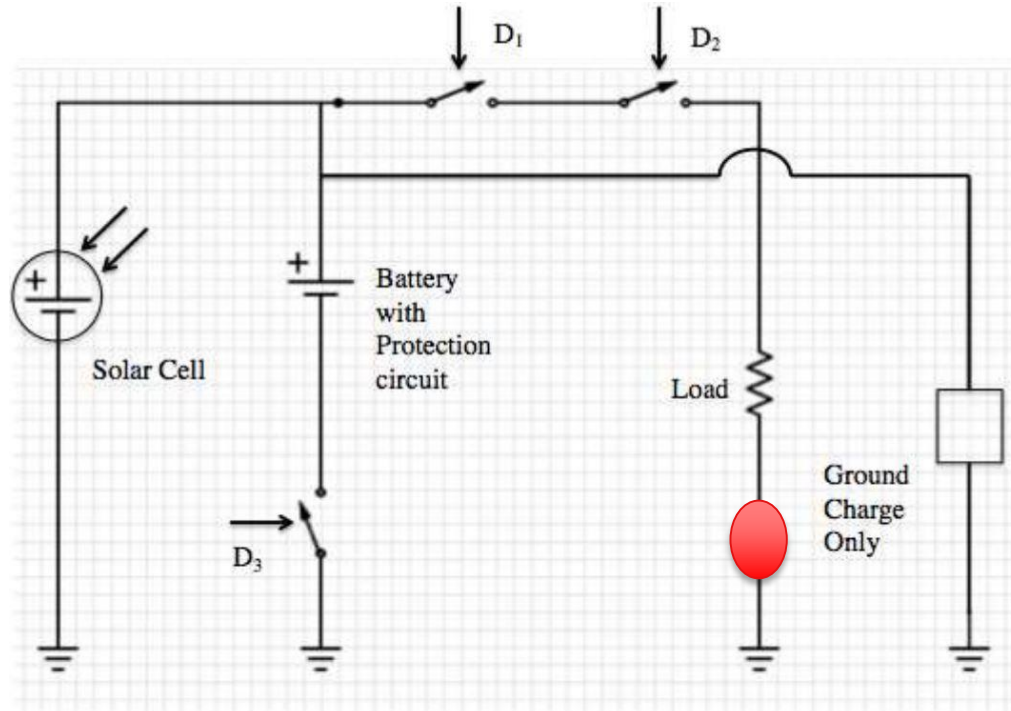 D₁
D₂
+
+
Battery
with
Protection
circuit
Solar Cell
Load
Ground
Charge
Only
D₃